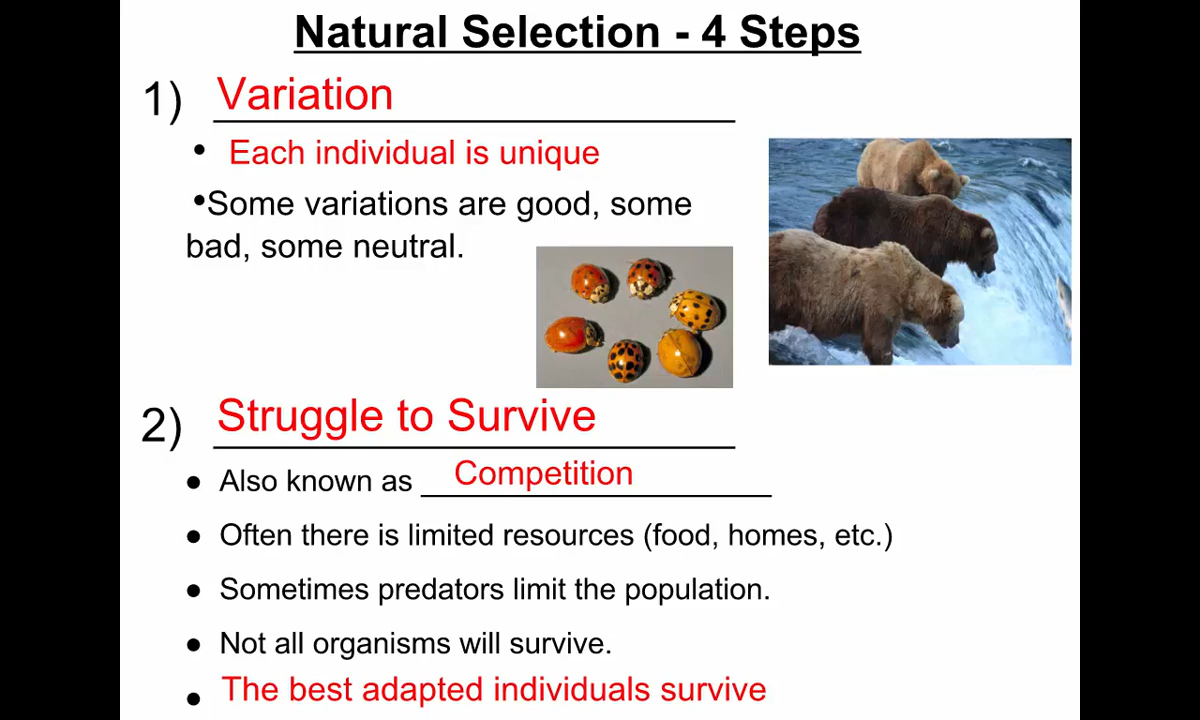 Natural Selection - 4 Steps
1) Variation
• Each individual is unique
•Some variations are good, some
bad, some neutral.
2) Struggle to Survive
● Also known as Competition
● Often there is limited resources (food, homes, etc.)
● Sometimes predators limit the population.
● Not all organisms will survive.
● The best adapted individuals survive